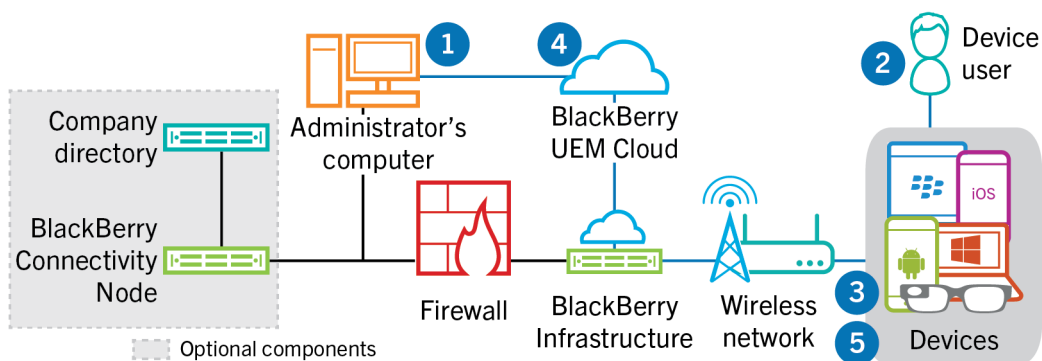 1
4
2
Device
user
Company
directory
Administrator's
computer
BlackBerry
UEM Cloud
iOS
BlackBerry
Connectivity
Node
Firewall
BlackBerry
Infrastructure
Wireless
network
3
5
Devices
Optional components